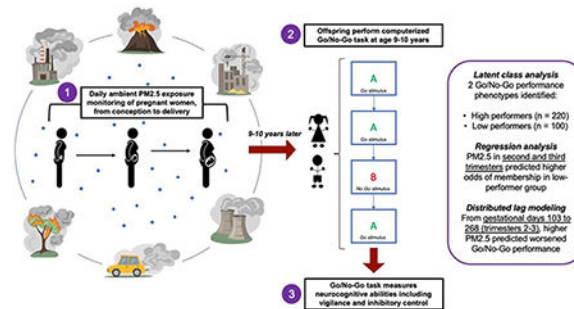 1
Daily ambient PM2.5 exposure
monitoring of pregnant women,
from conception to delivery
9-10 years later
2
Offspring perform computerized
Go/No-Go task at age 9-10 years
A
Go stimulus
A
Go stimulus
B
No Go stimulus
A
Go stimulus
3
Go/No-Go task measures
neurocognitive abilities including
vigilance and inhibitory control
Latent class analysis
2 Go/No-Go performance
phenotypes identified:
• High performers (n = 220)
• Low performers (n = 100)
Regression analysis
PM2.5 in second and third
trimesters predicted higher
odds of membership in low-
performer group
Distributed lag modeling
From gestational days 103 to
268 (trimesters 2-3), higher
PM2.5 predicted worsened
Go/No-Go performance